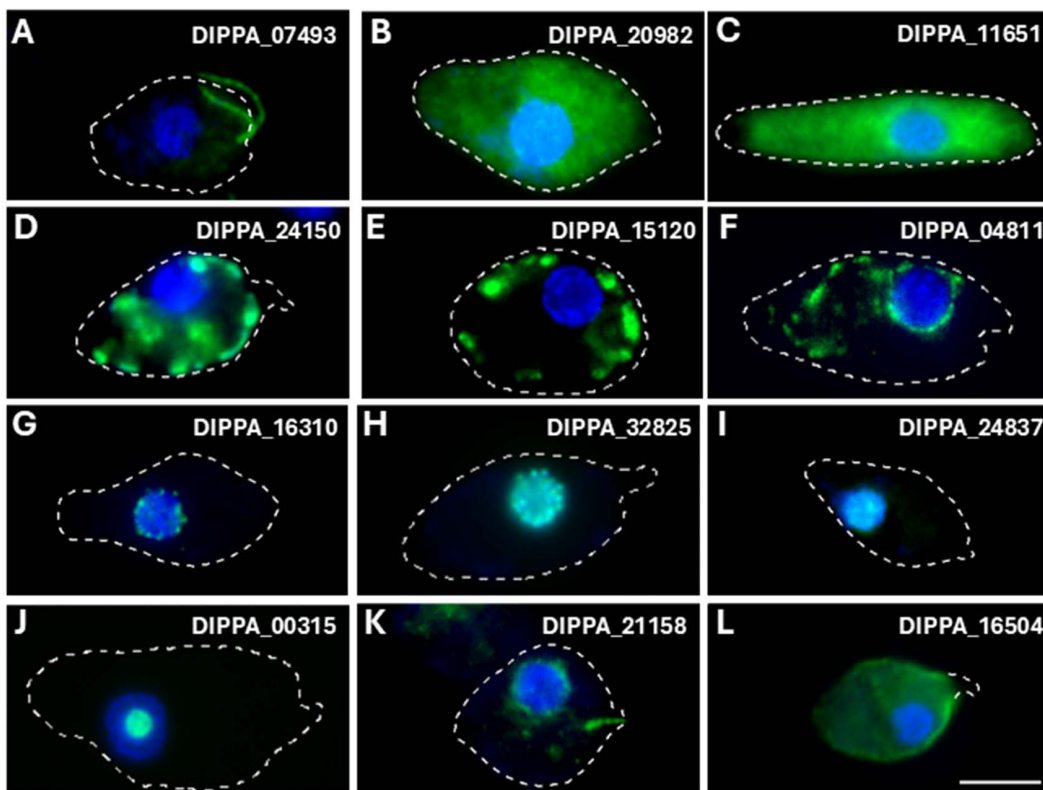 A DIPPA_07493
B DIPPA_20982
C DIPPA_11651
D DIPPA_24150
E DIPPA_15120
F DIPPA_04811
G DIPPA_16310
H DIPPA_32825
I DIPPA_24837
J DIPPA_00315
K DIPPA_21158
L DIPPA_16504